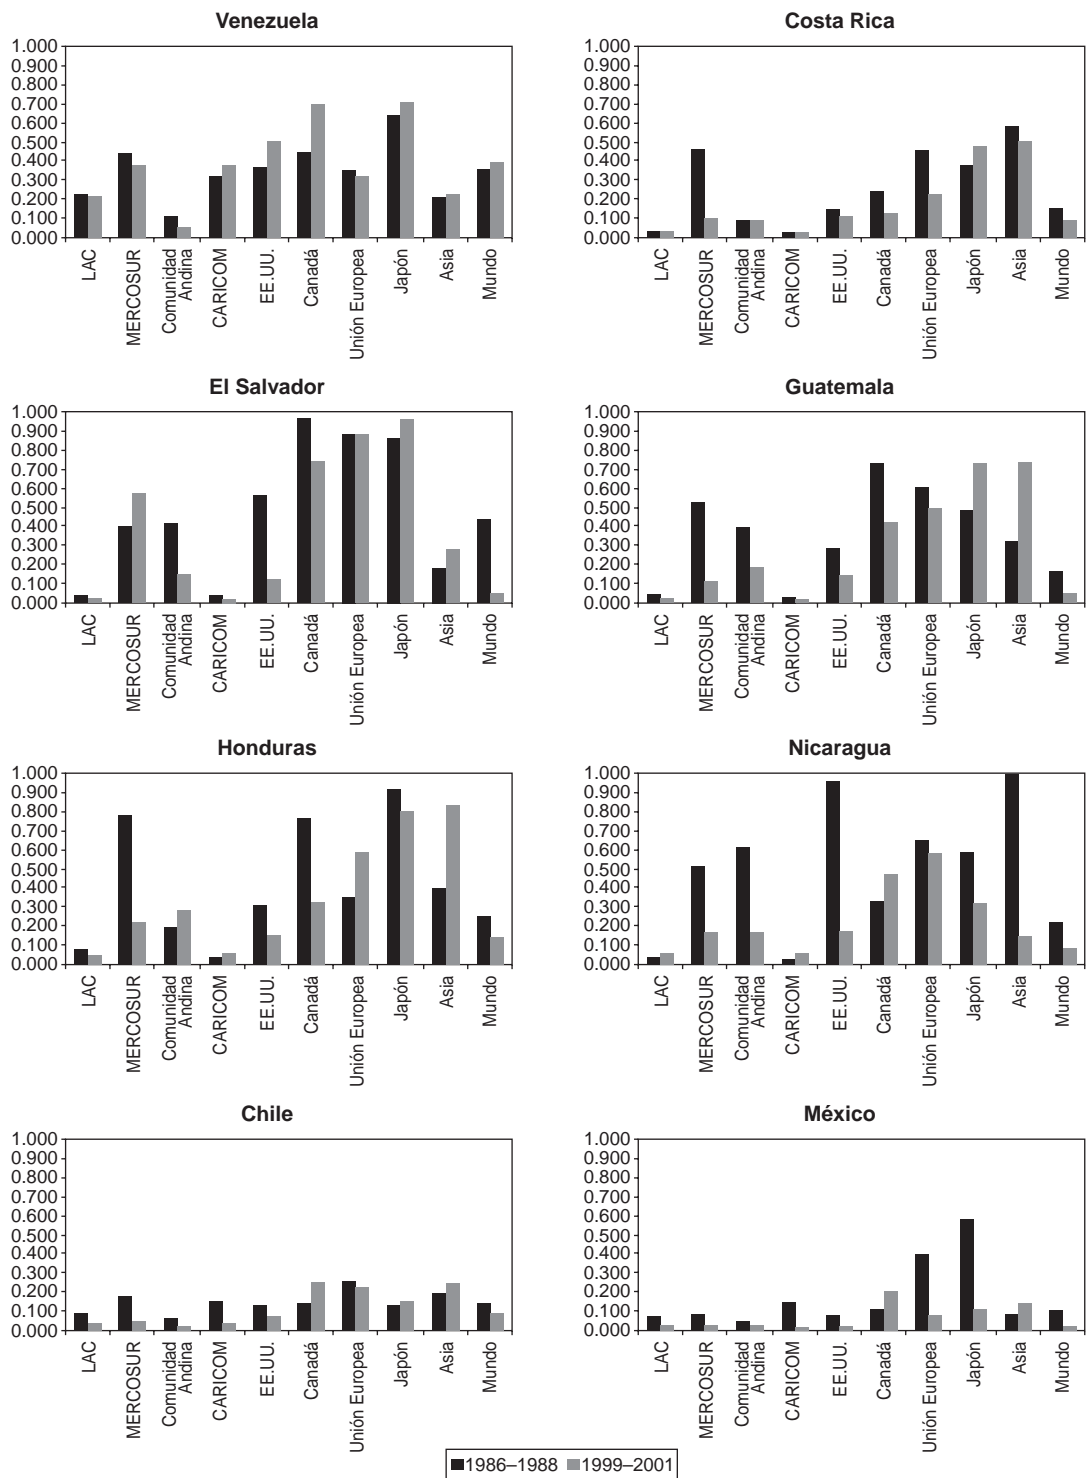 Venezuela
1.000
0.900
0.800
0.700
0.600
0.500
0.400
0.300
0.200
0.100
0.000
LAC
MERCOSUR
Comunidad
Andina
CARICOM
EE.UU.
Canadá
Unión Europea
Japón
Asia
Mundo
Costa Rica
1.000
0.900
0.800
0.700
0.600
0.500
0.400
0.300
0.200
0.100
0.000
LAC
MERCOSUR
Comunidad
Andina
CARICOM
EE.UU.
Canadá
Unión Europea
Japón
Asia
Mundo
El Salvador
1.000
0.900
0.800
0.700
0.600
0.500
0.400
0.300
0.200
0.100
0.000
LAC
MERCOSUR
Comunidad
Andina
CARICOM
EE.UU.
Canadá
Unión Europea
Japón
Asia
Mundo
Guatemala
1.000
0.900
0.800
0.700
0.600
0.500
0.400
0.300
0.200
0.100
0.000
LAC
MERCOSUR
Comunidad
Andina
CARICOM
EE.UU.
Canadá
Unión Europea
Japón
Asia
Mundo
Honduras
1.000
0.900
0.800
0.700
0.600
0.500
0.400
0.300
0.200
0.100
0.000
LAC
MERCOSUR
Comunidad
Andina
CARICOM
EE.UU.
Canadá
Unión Europea
Japón
Asia
Mundo
Nicaragua
1.000
0.900
0.800
0.700
0.600
0.500
0.400
0.300
0.200
0.100
0.000
LAC
MERCOSUR
Comunidad
Andina
CARICOM
EE.UU.
Canadá
Unión Europea
Japón
Asia
Mundo
Chile
1.000
0.900
0.800
0.700
0.600
0.500
0.400
0.300
0.200
0.100
0.000
LAC
MERCOSUR
Comunidad
Andina
CARICOM
EE.UU.
Canadá
Unión Europea
Japón
Asia
Mundo
México
1.000
0.900
0.800
0.700
0.600
0.500
0.400
0.300
0.200
0.100
0.000
LAC
MERCOSUR
Comunidad
Andina
CARICOM
EE.UU.
Canadá
Unión Europea
Japón
Asia
Mundo
1986–1988 1999–2001